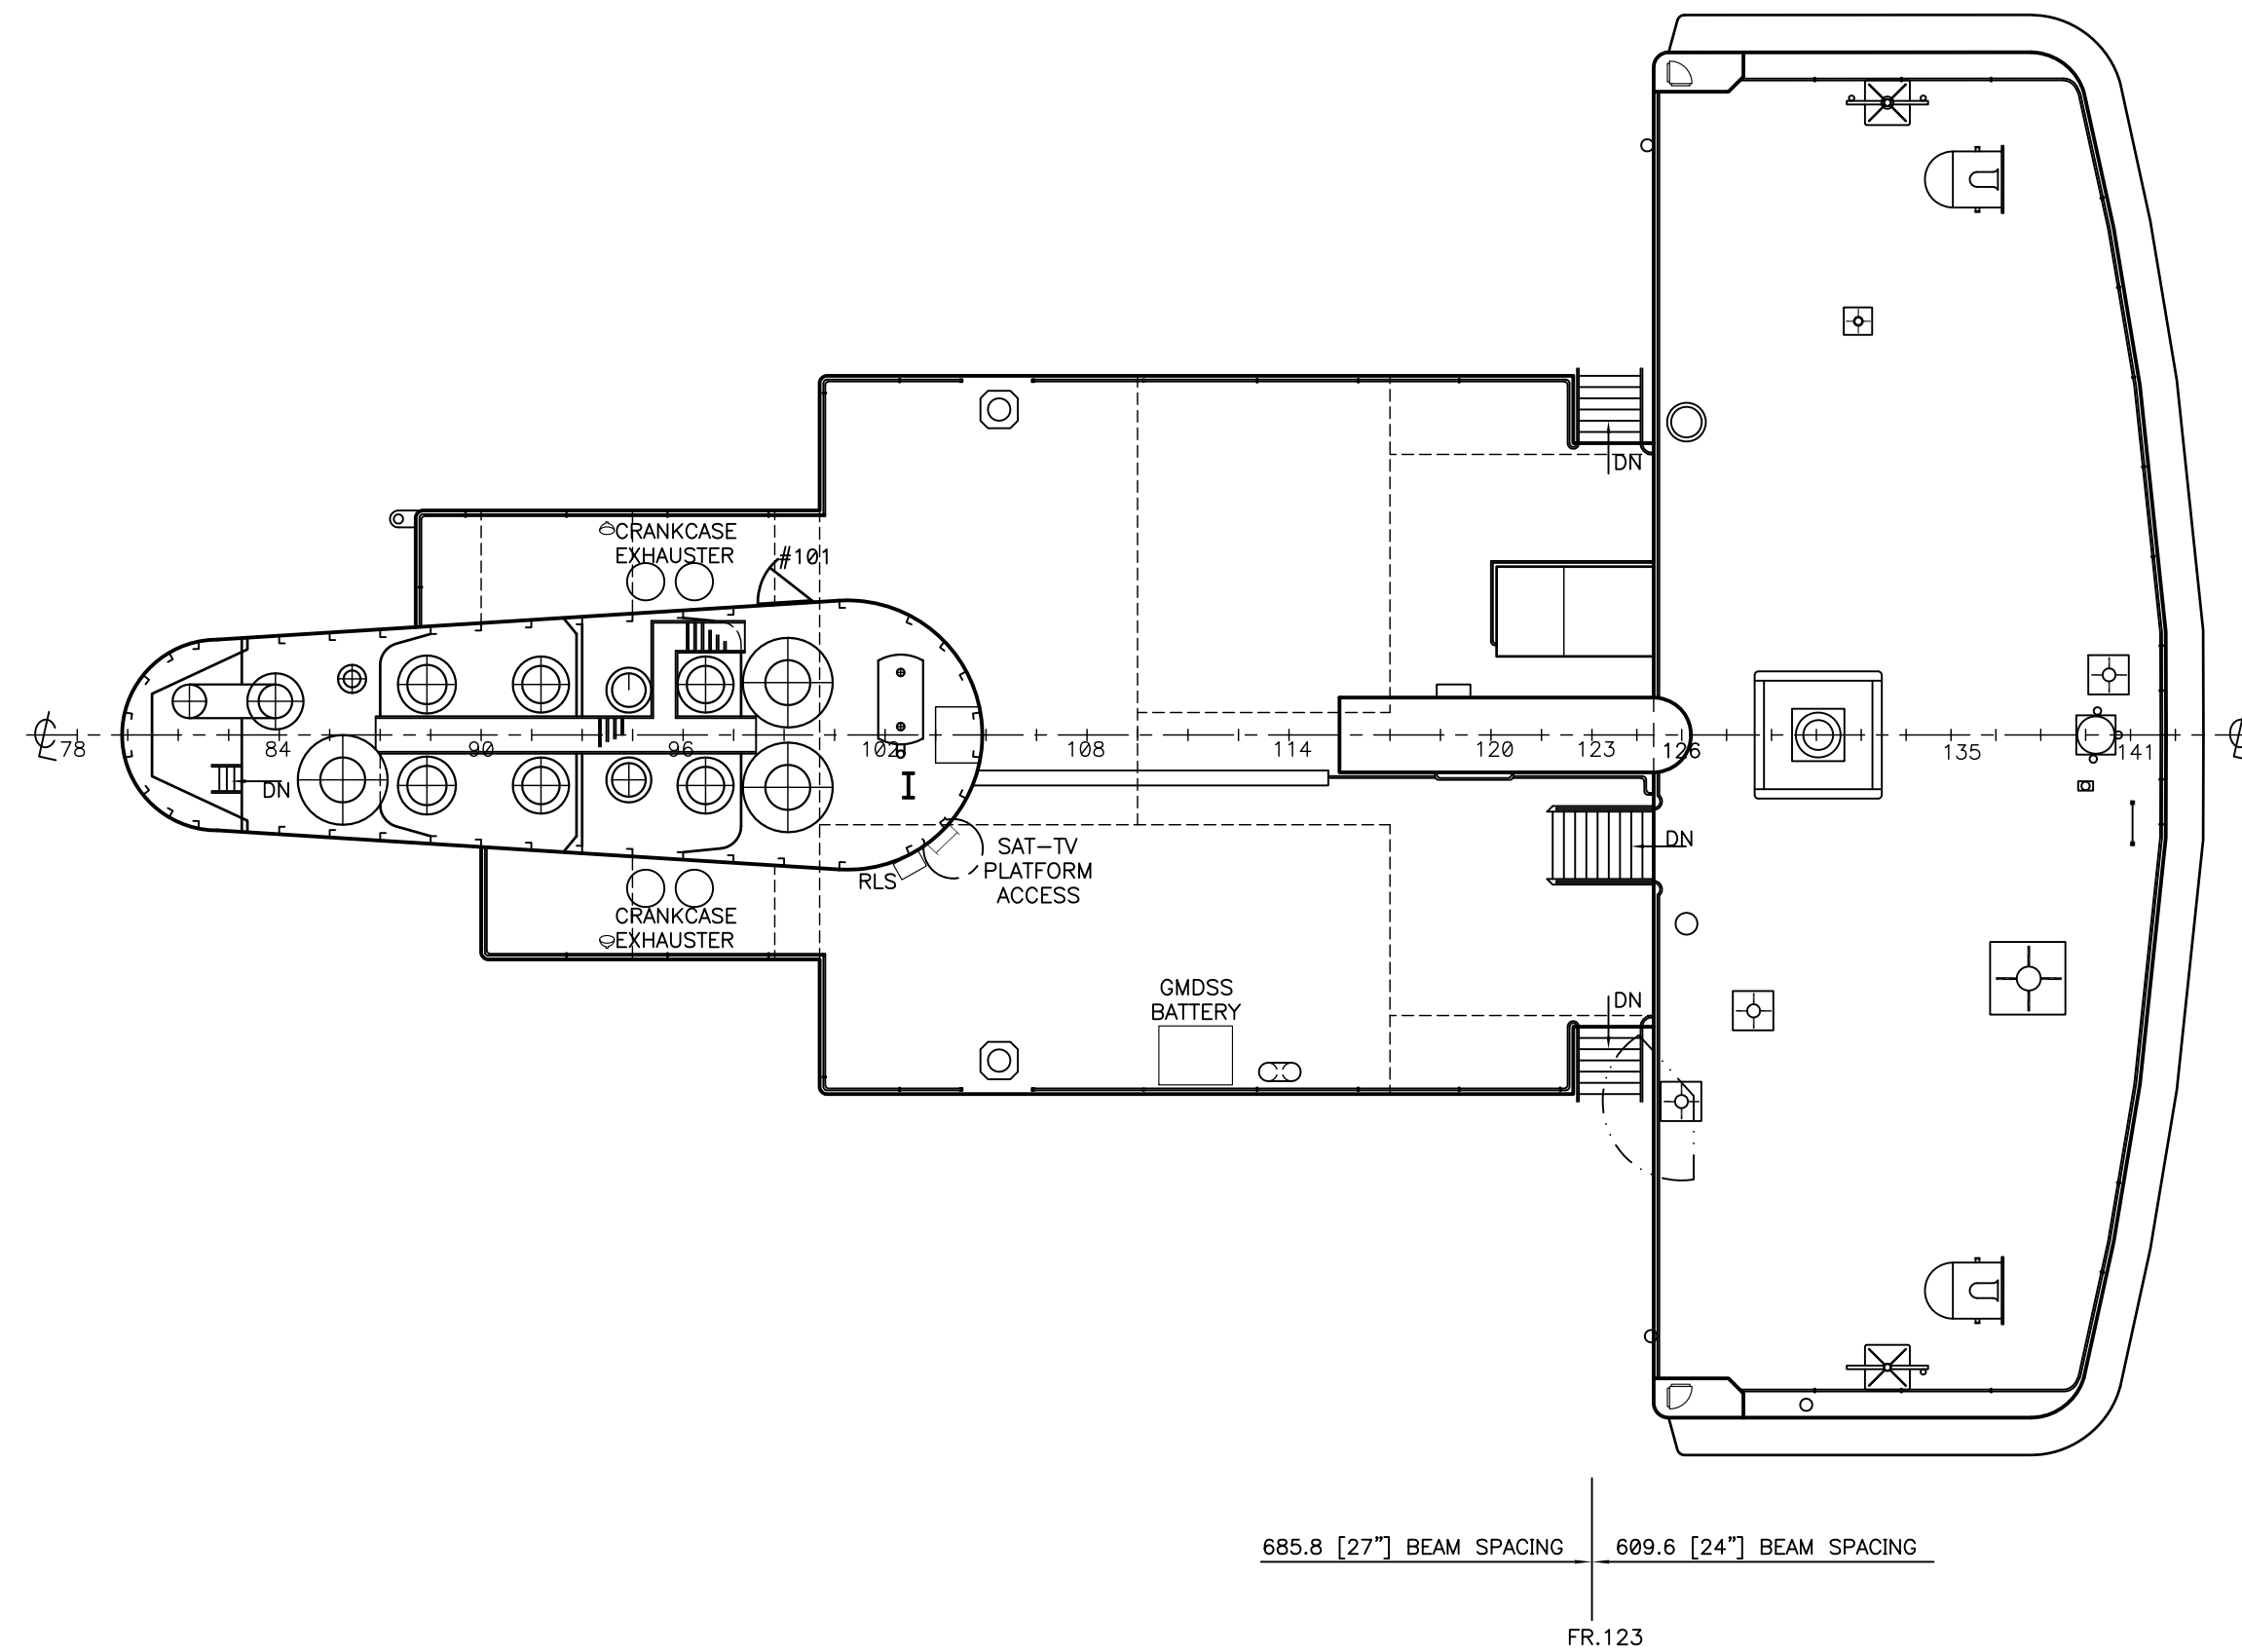 CRANKCASE
EXHAUSTER
#101
DN
78
84
90
96
102
108
114
120
123
126
135
141
DN
DN
SAT-TV
PLATFORM
ACCESS
RLS
CRANKCASE
EXHAUSTER
GMDSS
BATTERY
DN
685.8 [27"] BEAM SPACING
609.6 [24"] BEAM SPACING
FR.123